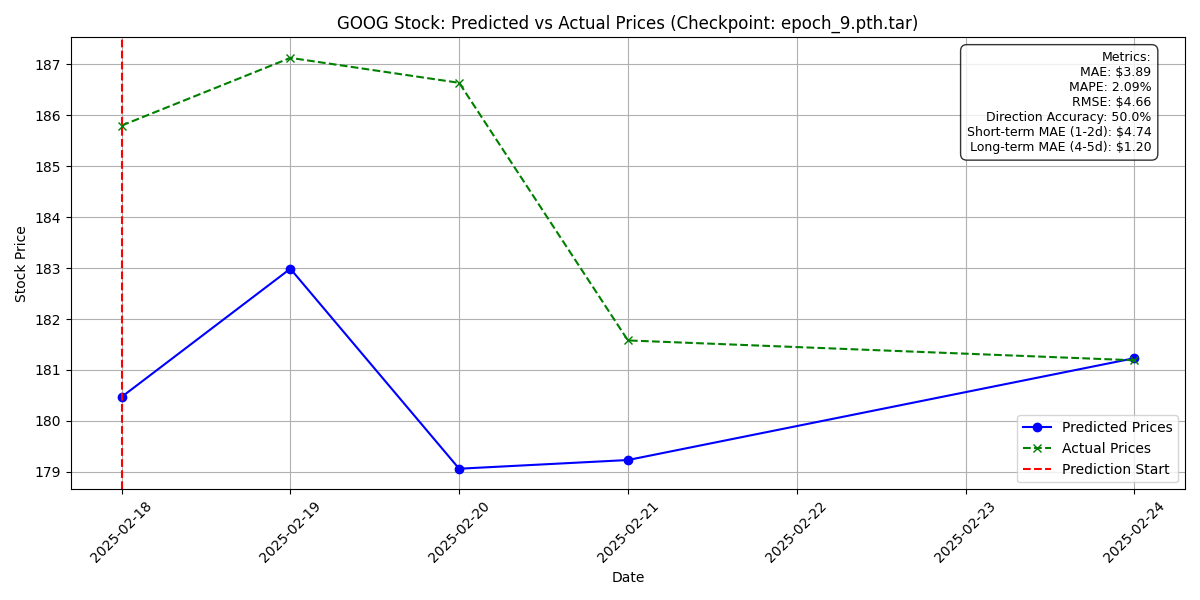 GOOG Stock: Predicted vs Actual Prices (Checkpoint: epoch_9.pth.tar)
Metrics:
MAE: $3.89
MAPE: 2.09%
RMSE: $4.66
Direction Accuracy: 50.0%
Short-term MAE (1-2d): $4.74
Long-term MAE (4-5d): $1.20
Stock Price
187
186
185
184
183
182
181
180
179
Predicted Prices
Actual Prices
Prediction Start
2025-02-18
2025-02-19
2025-02-20
2025-02-21
2025-02-22
2025-02-23
2025-02-24
Date